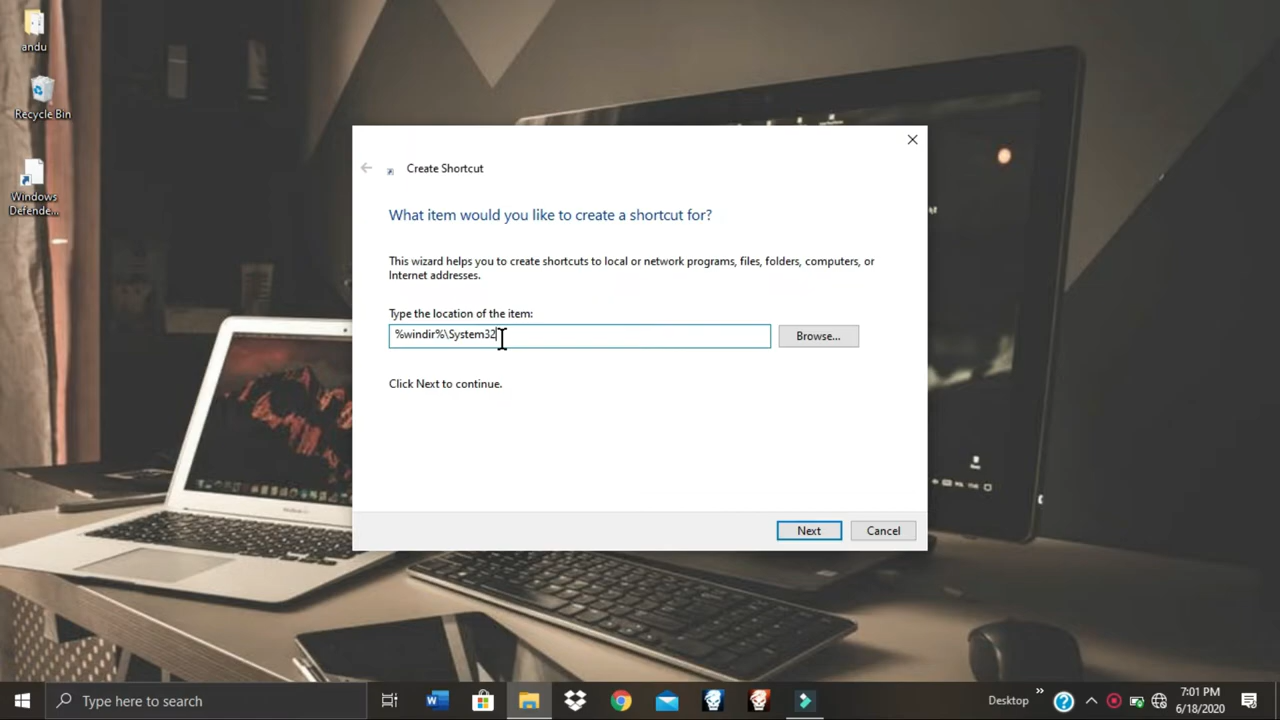 andu
Recycle Bin
Windows
Defende...
Create Shortcut
What item would you like to create a shortcut for?
This wizard helps you to create shortcuts to local or network programs, files, folders, computers, or
Internet addresses.
Type the location of the item:
%windir%\System32
Browse...
Click Next to continue.
Next
Cancel
Type here to search
Desktop
7:01 PM
6/18/2020